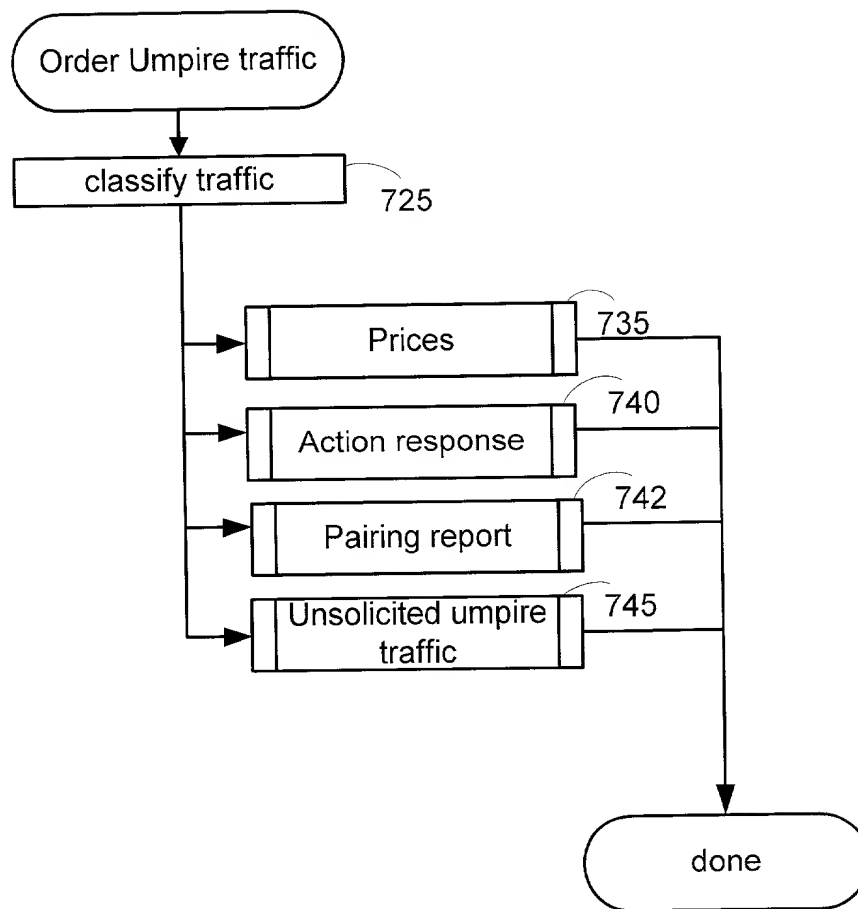 Order Umpire traffic
classify traffic
725
Prices
735
Action response
740
Pairing report
742
Unsolicited umpire
traffic
745
done